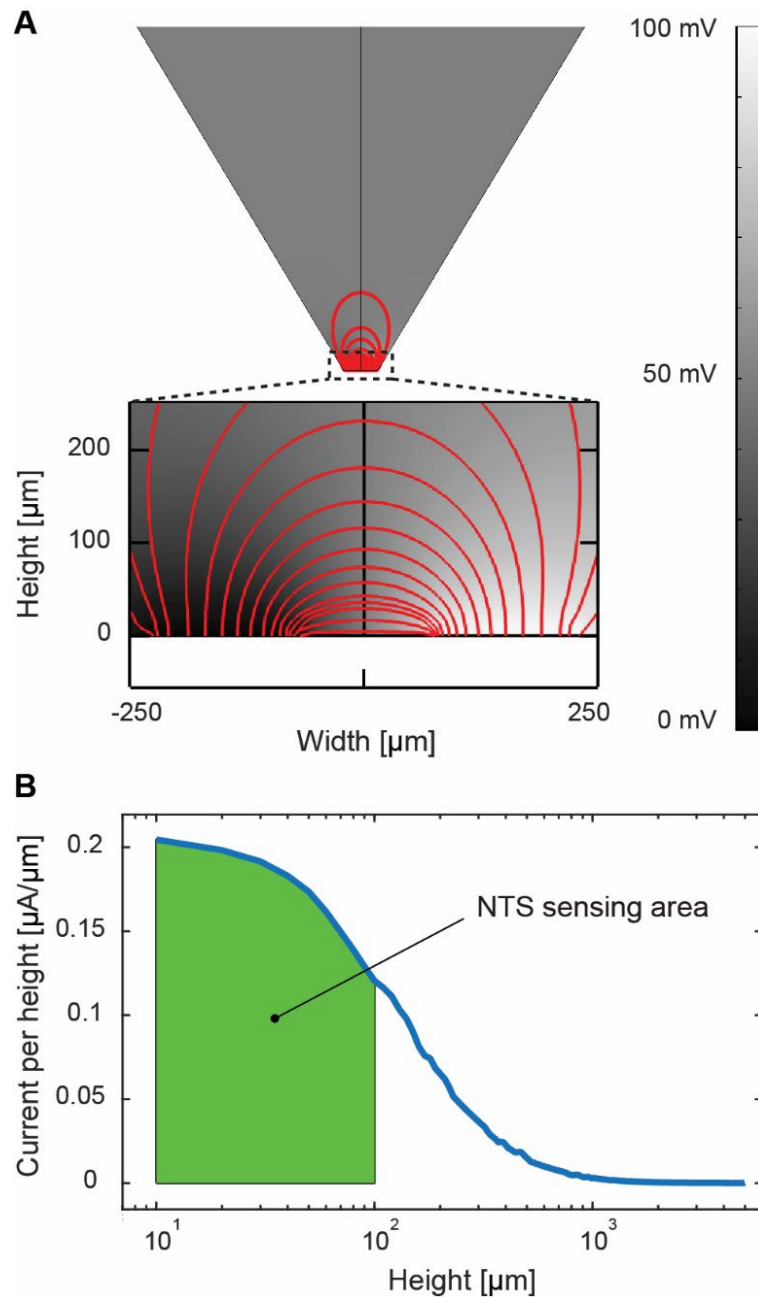 A
100 mV
50 mV
0 mV
Height [µm]
200
100
0
-250
250
Width [µm]
B
Current per height [µA/µm]
0.2
0.15
0.1
0.05
0
NTS sensing area
10¹
10²
10³
Height [µm]